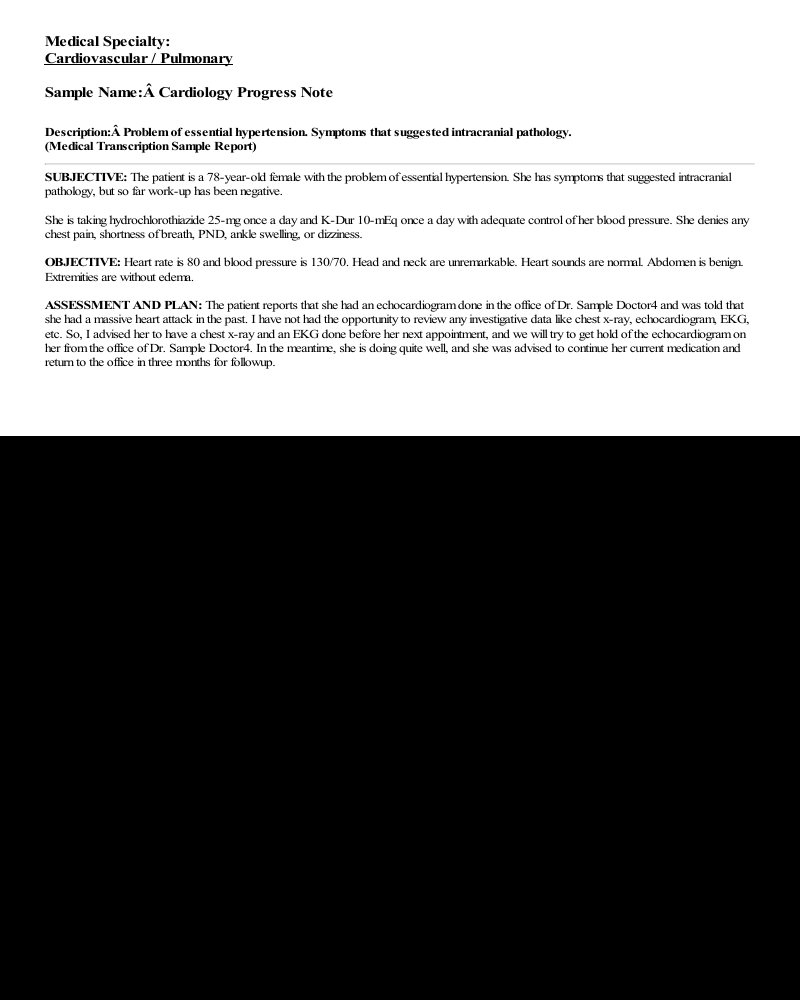 Medical Specialty:
Cardiovascular / Pulmonary
Sample Name:Â Cardiology Progress Note
Description:Â Problem of essential hypertension. Symptoms that suggested intracranial pathology.
(Medical Transcription Sample Report)
SUBJECTIVE: The patient is a 78-year-old female with the problem of essential hypertension. She has symptoms that suggested intracranial
pathology, but so far work-up has been negative.
She is taking hydrochlorothiazide 25-mg once a day and K-Dur 10-mEq once a day with adequate control of her blood pressure. She denies any
chest pain, shortness of breath, PND, ankle swelling, or dizziness.
OBJECTIVE: Heart rate is 80 and blood pressure is 130/70. Head and neck are unremarkable. Heart sounds are normal. Abdomen is benign.
Extremities are without edema.
ASSESSMENT AND PLAN: The patient reports that she had an echocardiogram done in the office of Dr. Sample Doctor4 and was told that
she had a massive heart attack in the past. I have not had the opportunity to review any investigative data like chest x-ray, echocardiogram, EKG,
etc. So, I advised her to have a chest x-ray and an EKG done before her next appointment, and we will try to get hold of the echocardiogram on
her from the office of Dr. Sample Doctor4. In the meantime, she is doing quite well, and she was advised to continue her current medication and
return to the office in three months for followup.